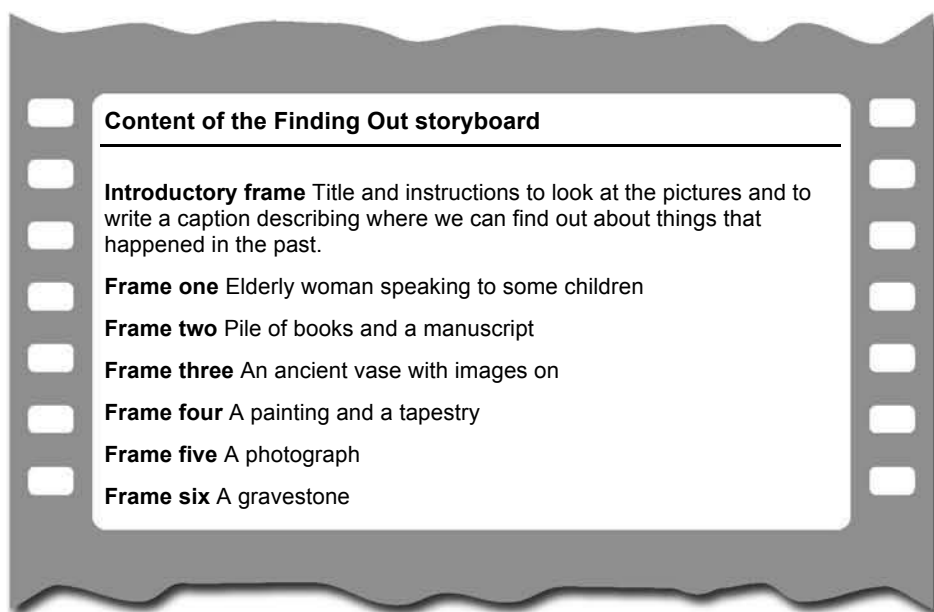 Content of the Finding Out storyboard
Introductory frame Title and instructions to look at the pictures and to
write a caption describing where we can find out about things that
happened in the past.
Frame one Elderly woman speaking to some children
Frame two Pile of books and a manuscript
Frame three An ancient vase with images on
Frame four A painting and a tapestry
Frame five A photograph
Frame six A gravestone